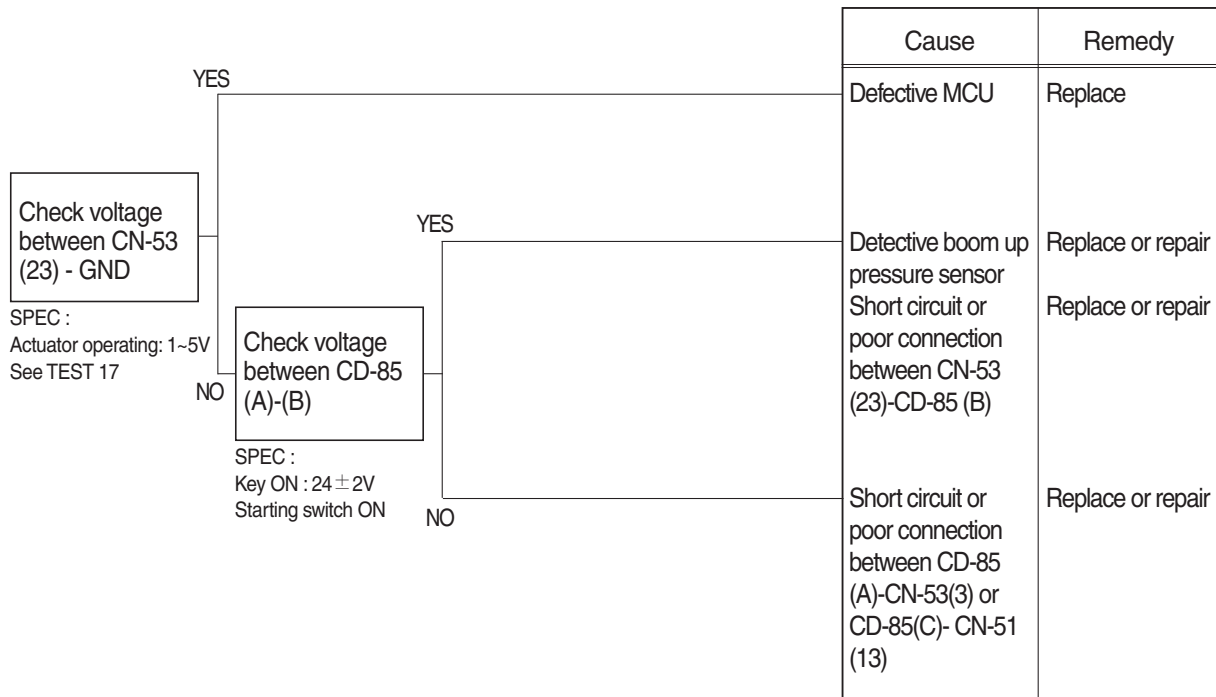 Cause
Remedy
YES
Defective MCU
Replace
Check voltage
between CN-53
(23) - GND
SPEC :
Actuator operating: 1~5V
See TEST 17
NO
YES
Check voltage
between CD-85
(A)-(B)
SPEC :
Key ON : 24±2V
Starting switch ON
NO
Detective boom up
pressure sensor
Replace or repair
Short circuit or
poor connection
between CN-53
(23)-CD-85 (B)
Replace or repair
Short circuit or
poor connection
between CD-85
(A)-CN-53(3) or
CD-85(C)- CN-51
(13)
Replace or repair